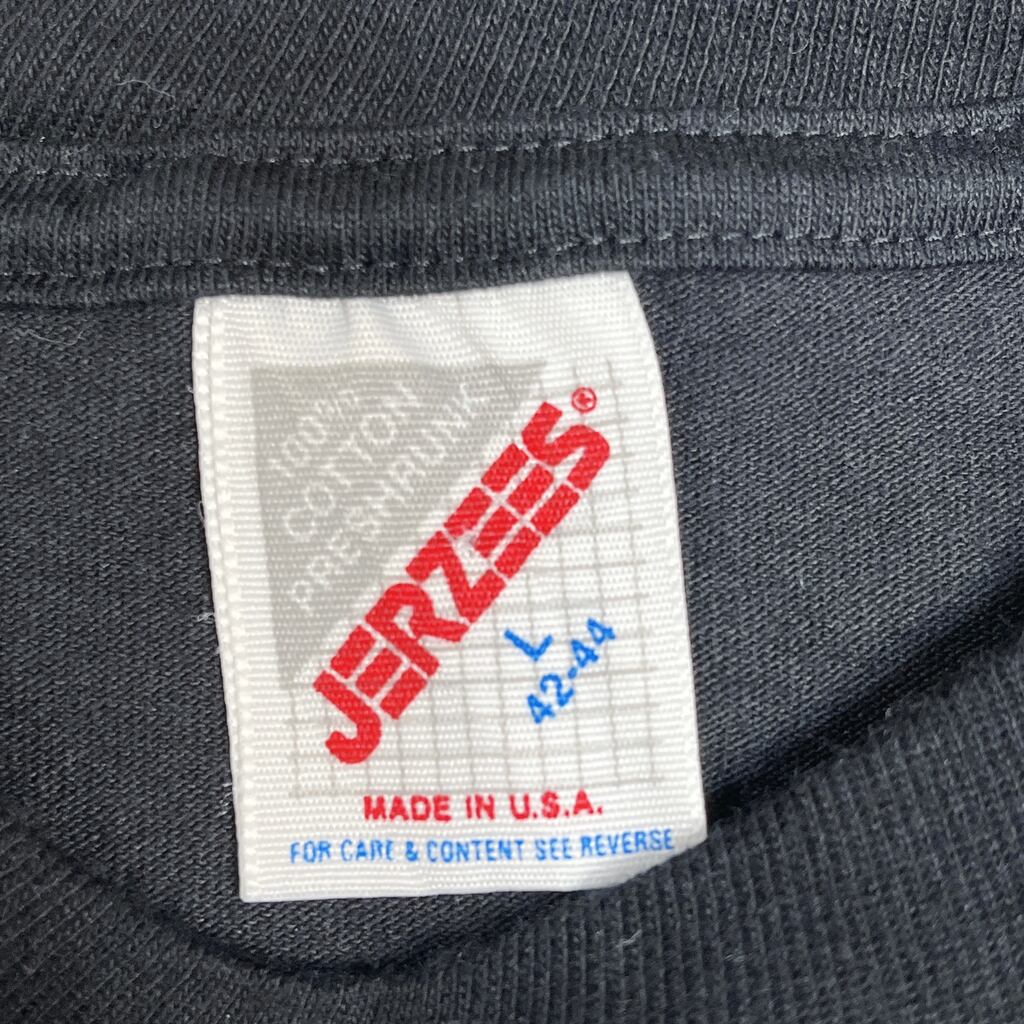 100%
COTTON
PRESHRUNK
JERZEES®
L
42-44
MADE IN U.S.A.
FOR CARE & CONTENT SEE REVERSE